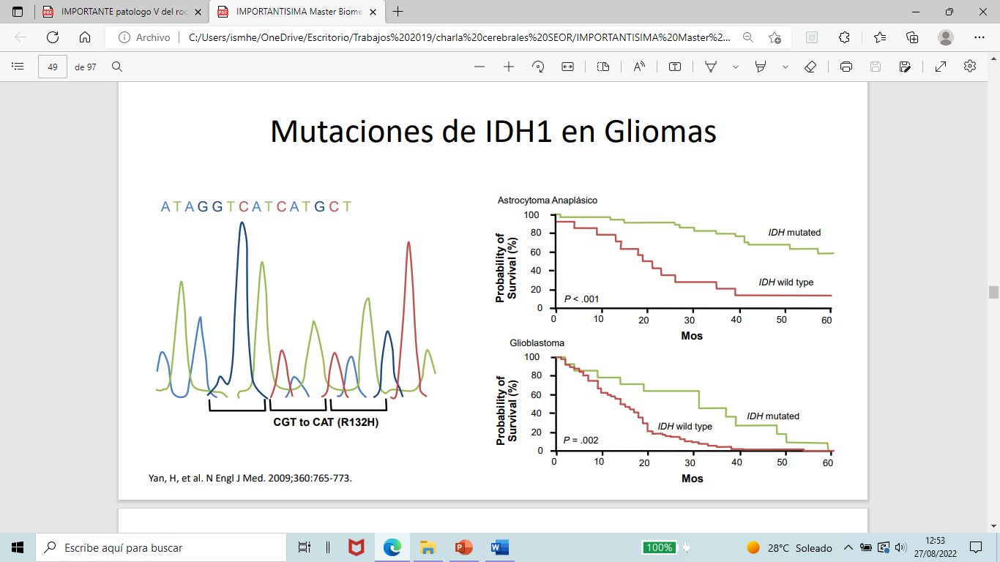 IMPORTANTE patologo V del roc
IMPORTANTISIMA Master Biome
Archivo
C:/Users/ismhe/OneDrive/Escritorio/Trabajos%202019/charla%20cerebrales%20SEOR/IMPORTANTISIMA%20Master%2...
49
de 97
Mutaciones de IDH1 en Gliomas
ATAGGTCATCATGCT
CGT to CAT (R132H)
Yan, H, et al. N Engl J Med. 2009;360:765-773.
Astrocytoma Anaplásico
Probability of
Survival (%)
100
80
60
40
20
0
IDH mutated
IDH wild type
P < .001
0 10 20 30 40 50 60
Mos
Glioblastoma
Probability of
Survival (%)
100
80
60
40
20
0
IDH mutated
IDH wild type
P = .002
0 10 20 30 40 50 60
Mos
Escribe aquí para buscar
100%
28°C Soleado
12:53
27/08/2022